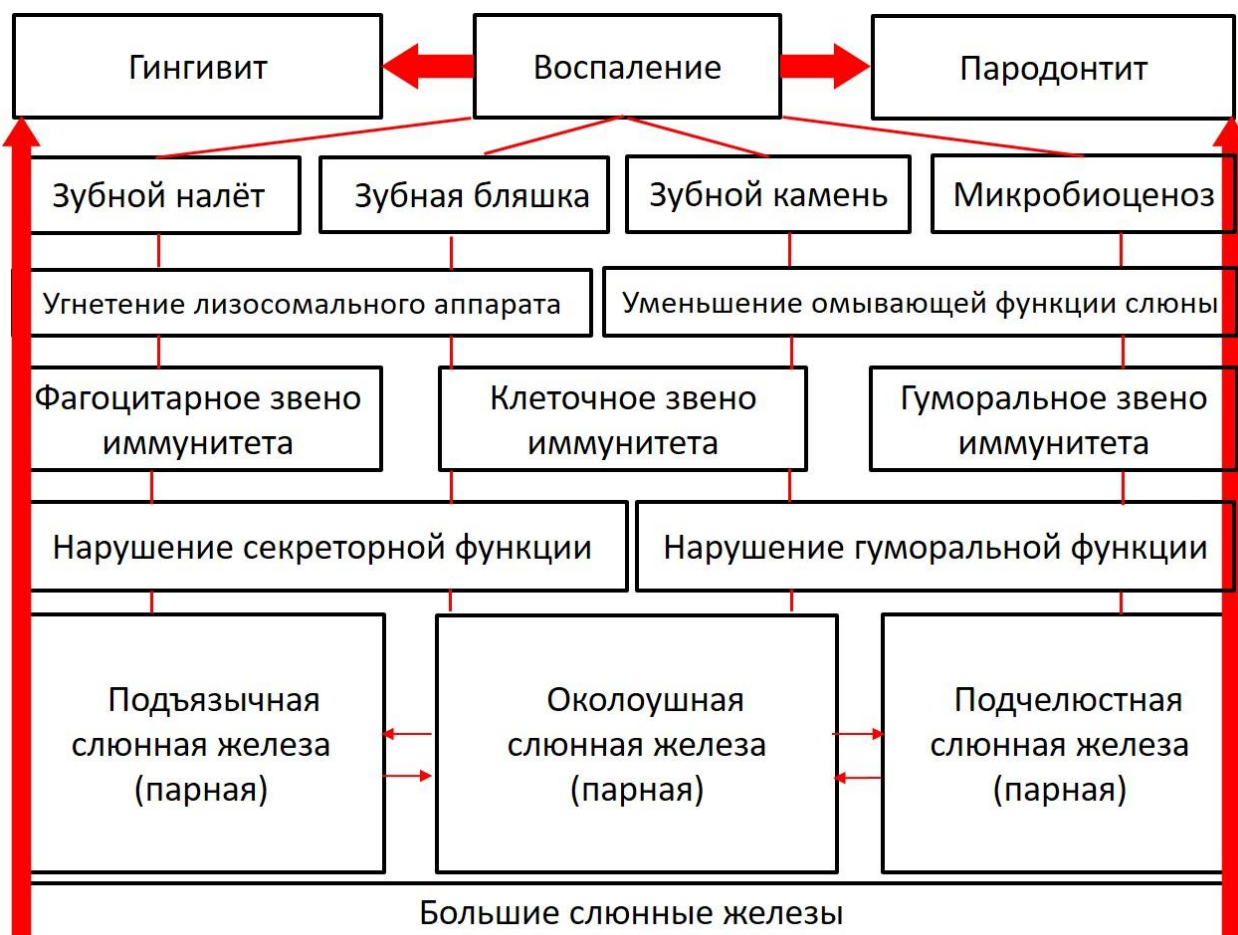 Гингивит
Воспаление
Пародонтит
Зубной налёт
Зубная бляшка
Зубной камень
Микробиоценоз
Угнетение лизосомального аппарата
Уменьшение омывающей функции слюны
Фагоцитарное звено
иммунитета
Клеточное звено
иммунитета
Гуморальное звено
иммунитета
Нарушение секреторной функции
Нарушение гуморальной функции
Подъязычная
слюнная железа
(парная)
Околоушная
слюнная железа
(парная)
Подчелюстная
слюнная железа
(парная)
Большие слюнные железы